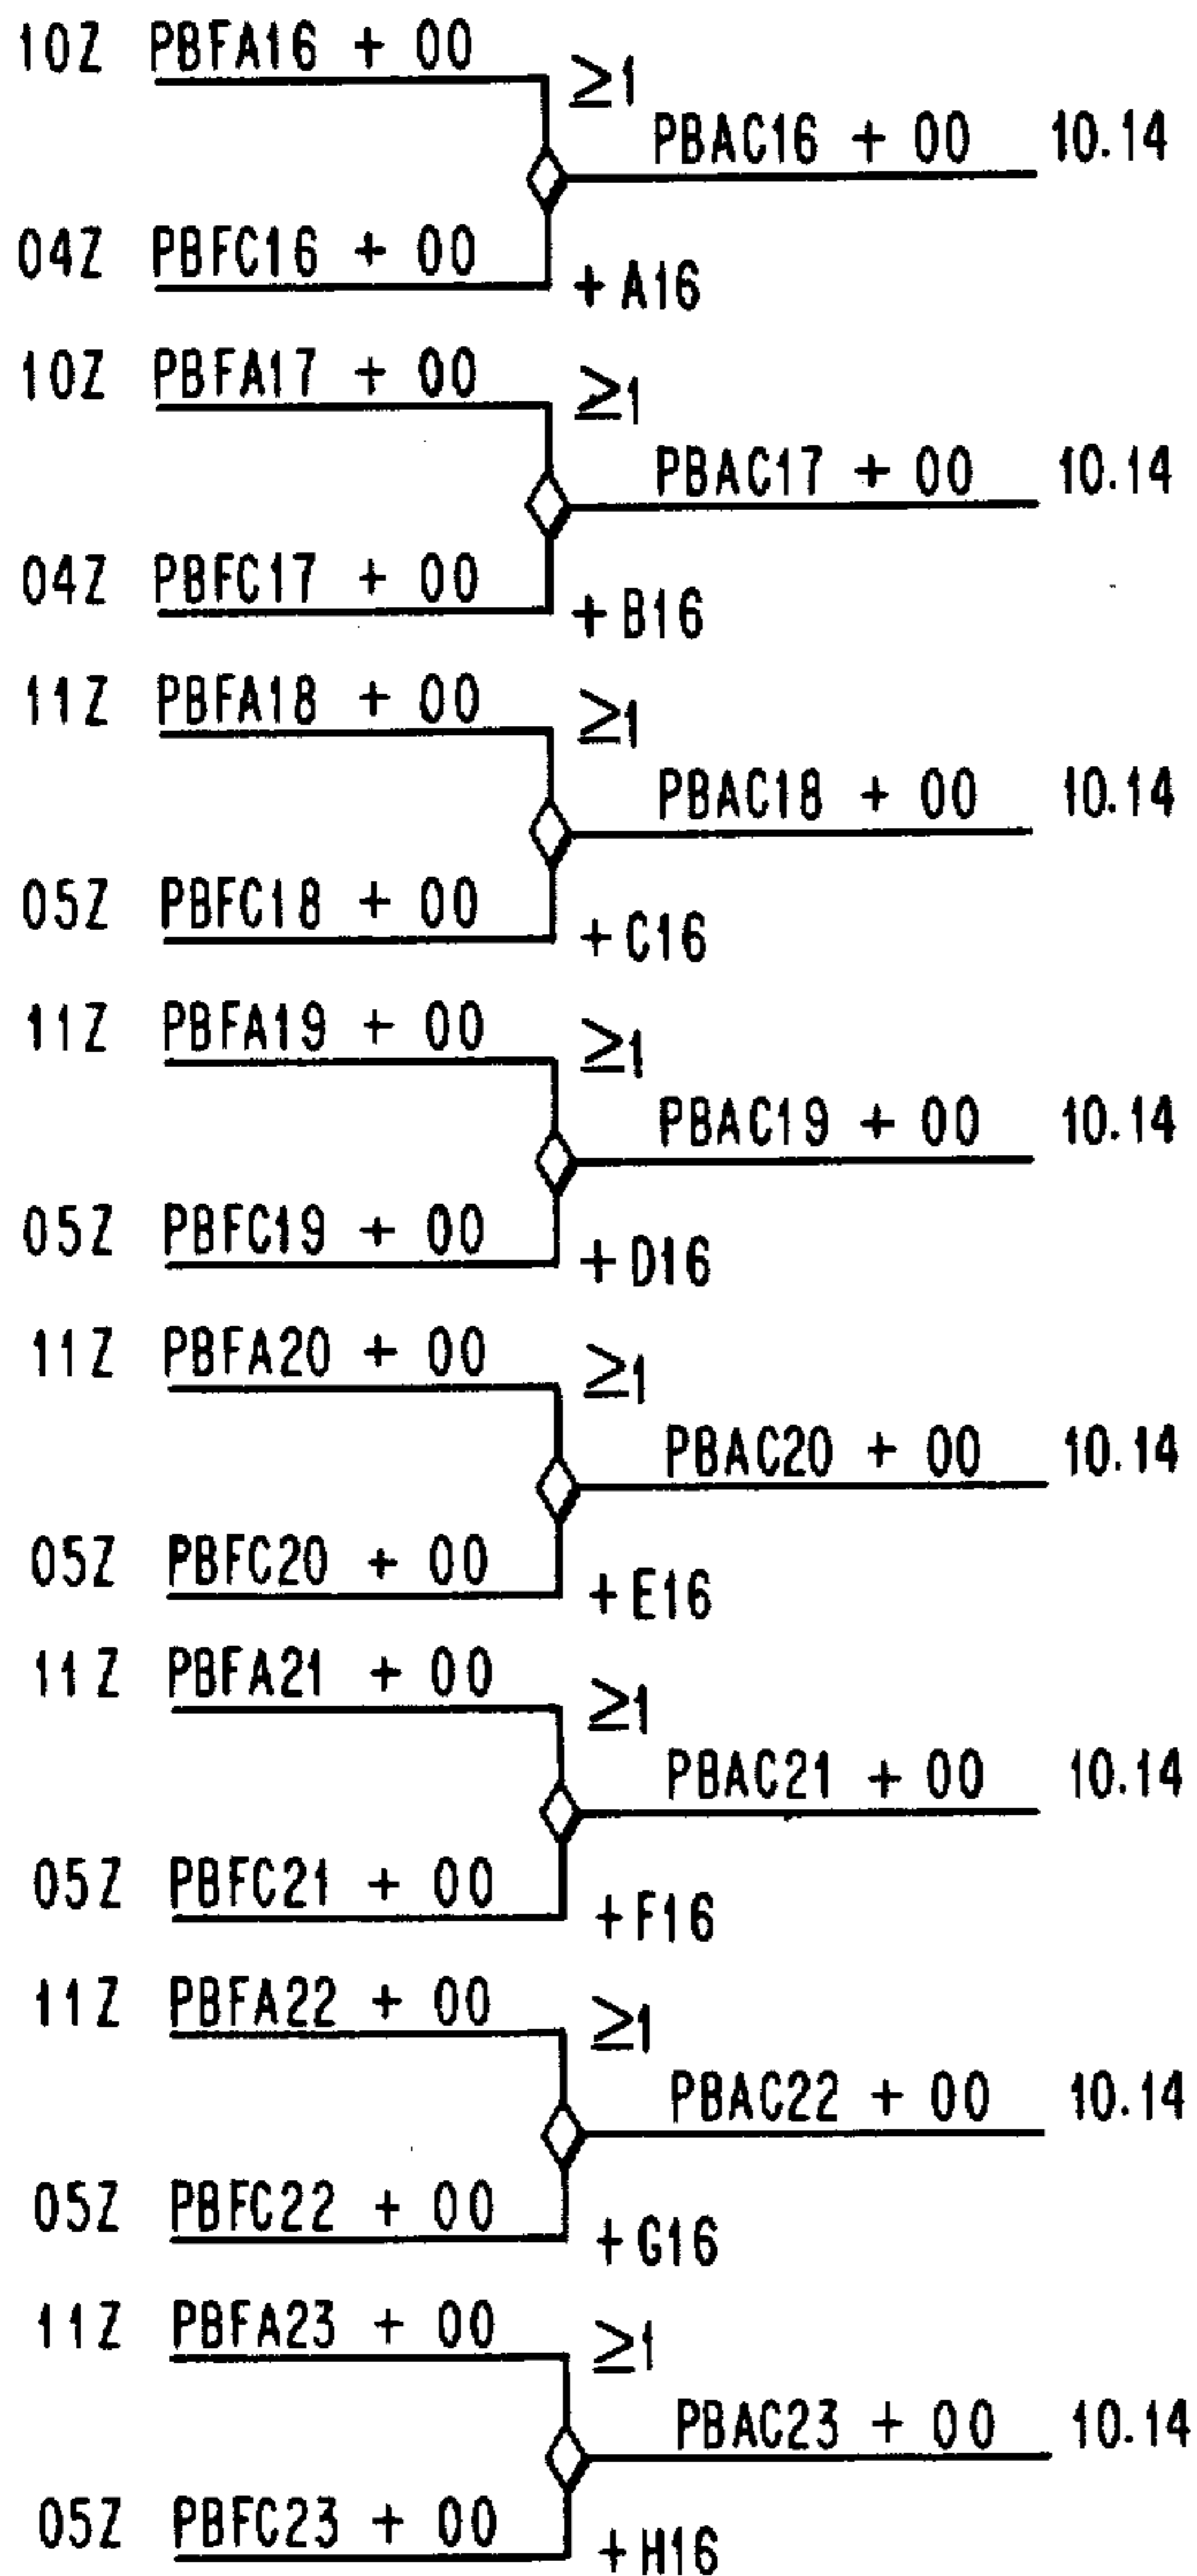 10Z PBFA16 + 00
≥1
PBAC16 + 00 10.14
04Z PBFC16 + 00
+ A16
10Z PBFA17 + 00
≥1
PBAC17 + 00 10.14
04Z PBFC17 + 00
+ B16
11Z PBFA18 + 00
≥1
PBAC18 + 00 10.14
05Z PBFC18 + 00
+ C16
11Z PBFA19 + 00
≥1
PBAC19 + 00 10.14
05Z PBFC19 + 00
+ D16
11Z PBFA20 + 00
≥1
PBAC20 + 00 10.14
05Z PBFC20 + 00
+ E16
11Z PBFA21 + 00
≥1
PBAC21 + 00 10.14
05Z PBFC21 + 00
+ F16
11Z PBFA22 + 00
≥1
PBAC22 + 00 10.14
05Z PBFC22 + 00
+ G16
11Z PBFA23 + 00
≥1
PBAC23 + 00 10.14
05Z PBFC23 + 00
+ H16